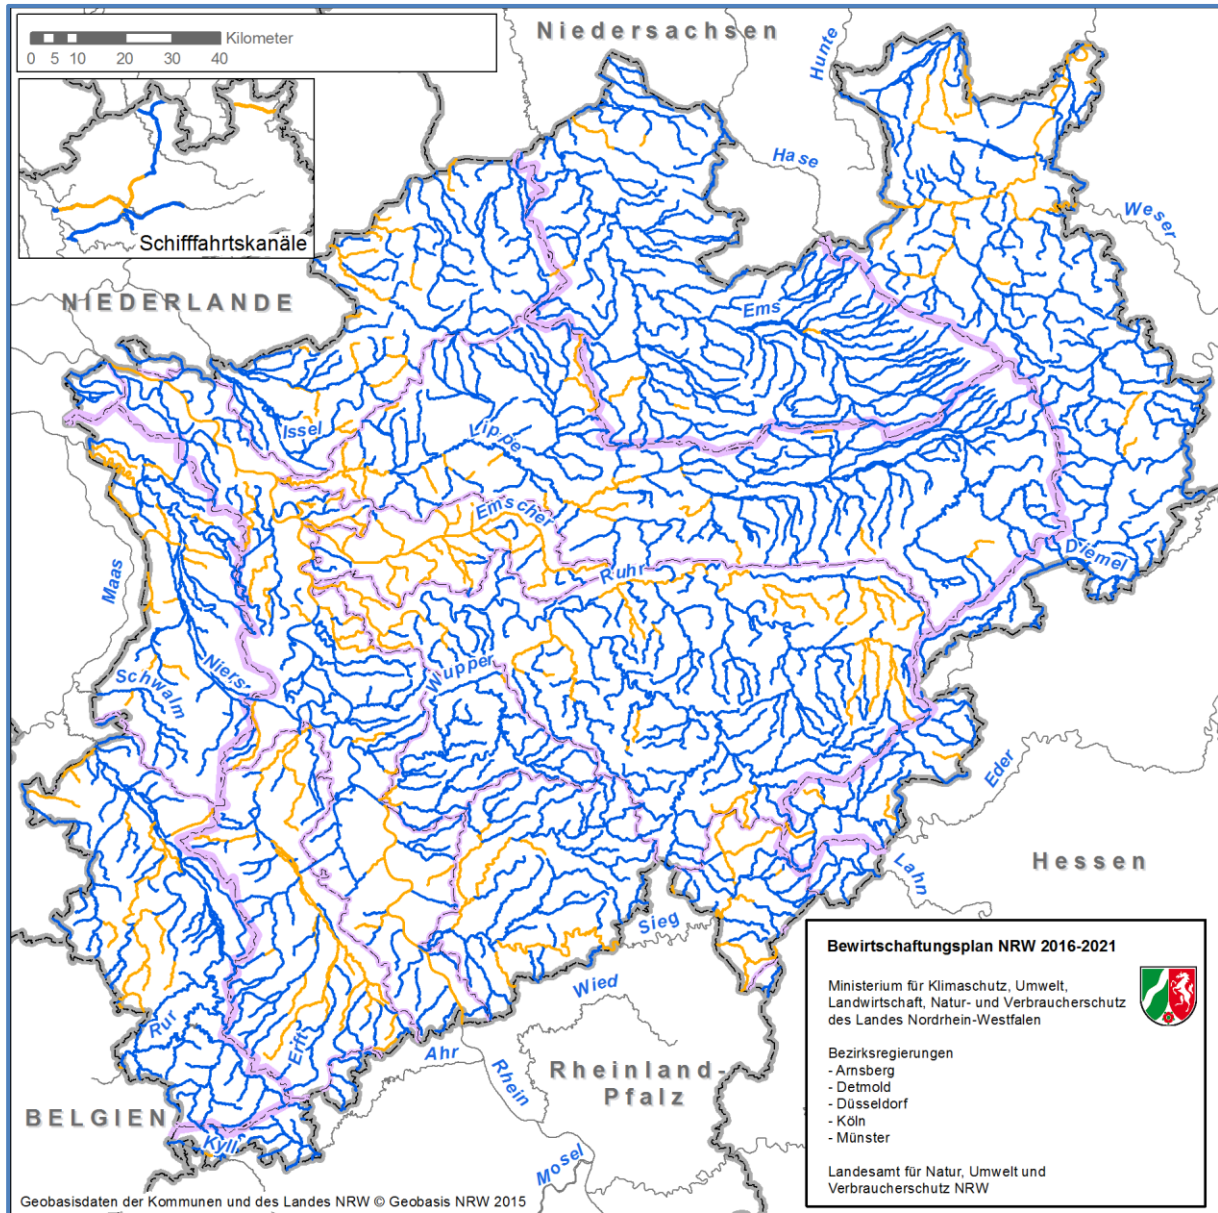 Niedersachsen
Kilometer
0 5 10 20 30 40
Hunte
Hase
Weser
Schifffahrtskanäle
NIEDERLANDE
Ems
Issel
Lippe
Emscher
Maas
Ruhr
Diemel
Niers
Schwalm
Wupper
Eder
Hessen
Lahn
Sieg
Wied
Rur
Erft
Ahr
Rhein
Rheinland-
Pfalz
BELGIEN
Kyll
Mosel
Bewirtschaftungsplan NRW 2016-2021
Ministerium für Klimaschutz, Umwelt,
Landwirtschaft, Natur- und Verbraucherschutz
des Landes Nordrhein-Westfalen
Bezirksregierungen
- Arnsberg
- Detmold
- Düsseldorf
- Köln
- Münster
Landesamt für Natur, Umwelt und
Verbraucherschutz NRW
Geobasisdaten der Kommunen und des Landes NRW © Geobasis NRW 2015